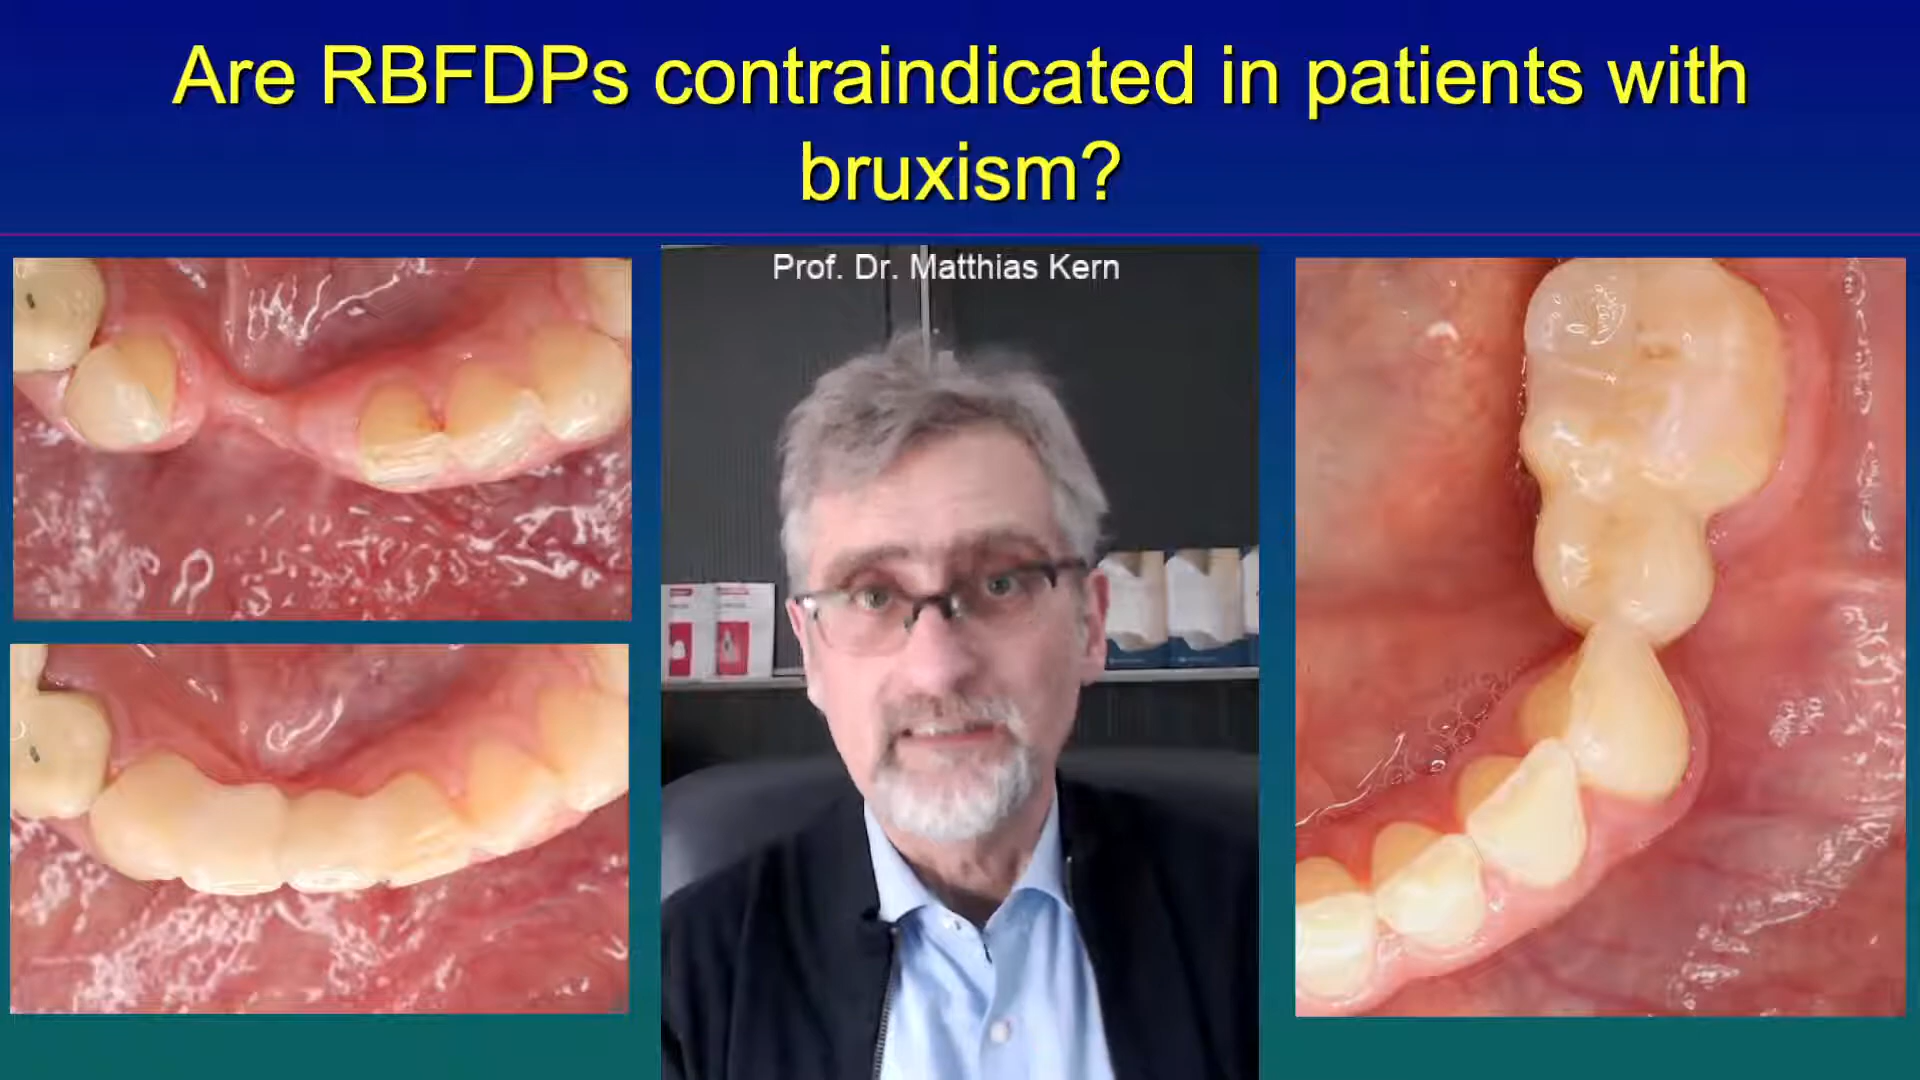 Are RBFDPs contraindicated in patients with
bruxism?
Prof. Dr. Matthias Kern